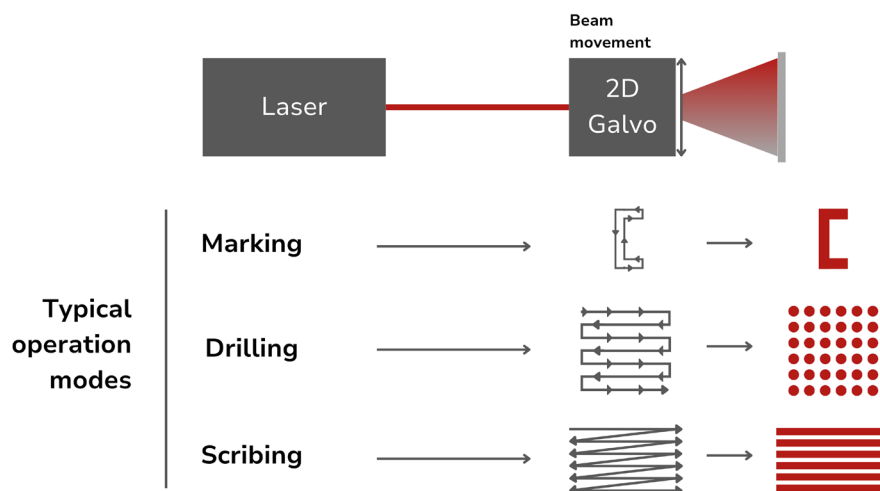 Beam
movement
Laser
2D
Galvo
Marking
Typical
operation
modes
Drilling
Scribing